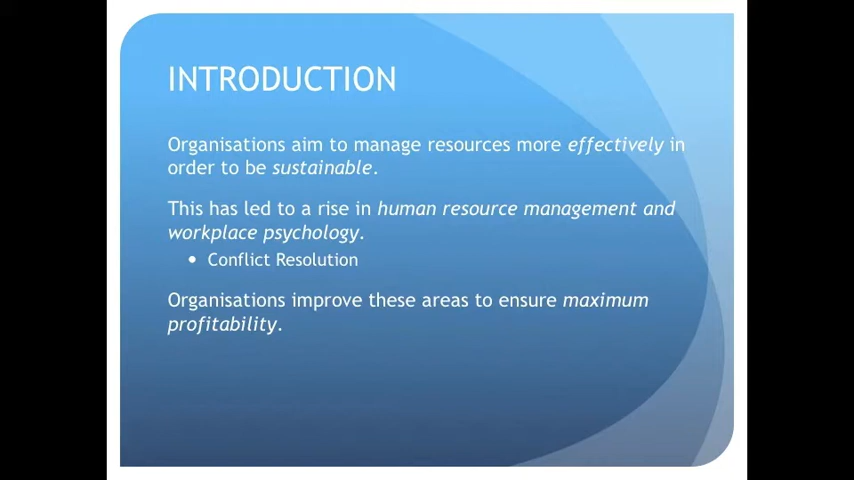 INTRODUCTION
Organisations aim to manage resources more effectively in
order to be sustainable.
This has led to a rise in human resource management and
workplace psychology.
• Conflict Resolution
Organisations improve these areas to ensure maximum
profitability.